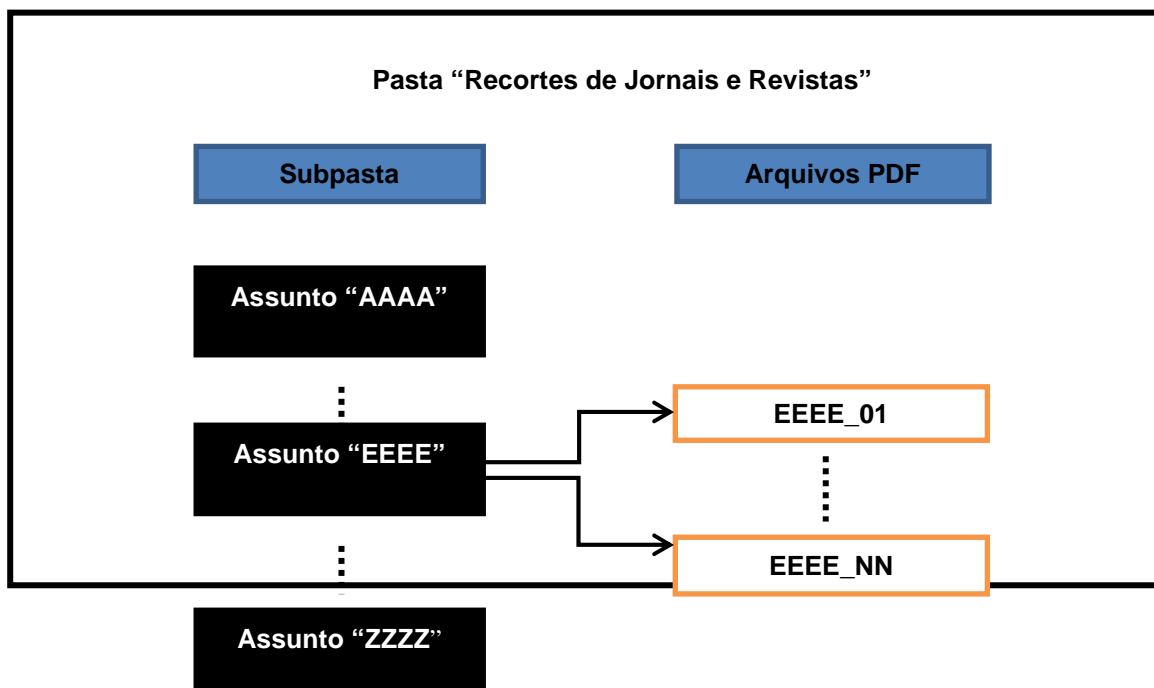 Pasta “Recortes de Jornais e Revistas”
Subpasta
Arquivos PDF
Assunto “AAAA”
EEEE_01
Assunto “EEEE”
EEEE_NN
Assunto “ZZZZ”